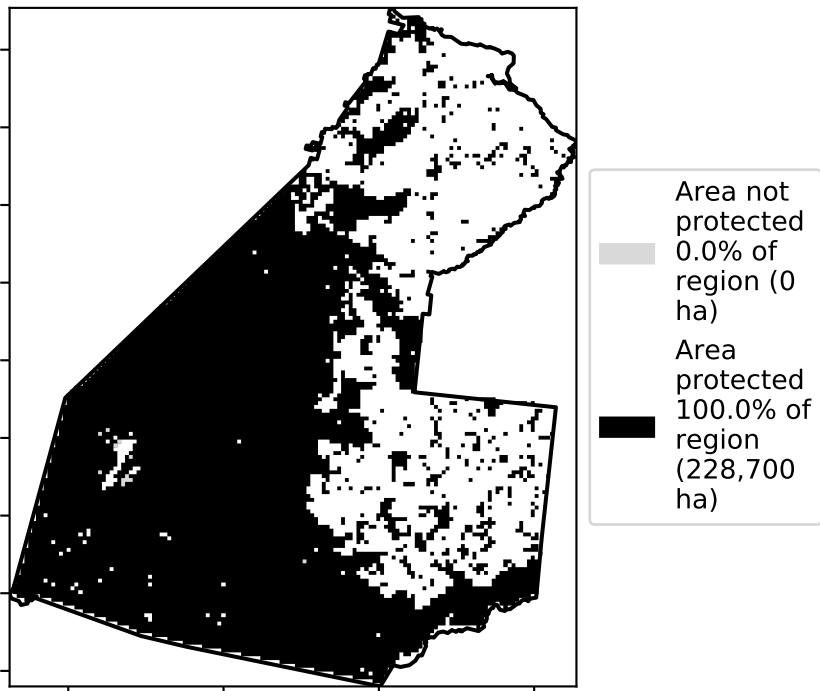 Area not
protected
0.0% of
region (0
ha)
Area
protected
100.0% of
region
(228,700
ha)